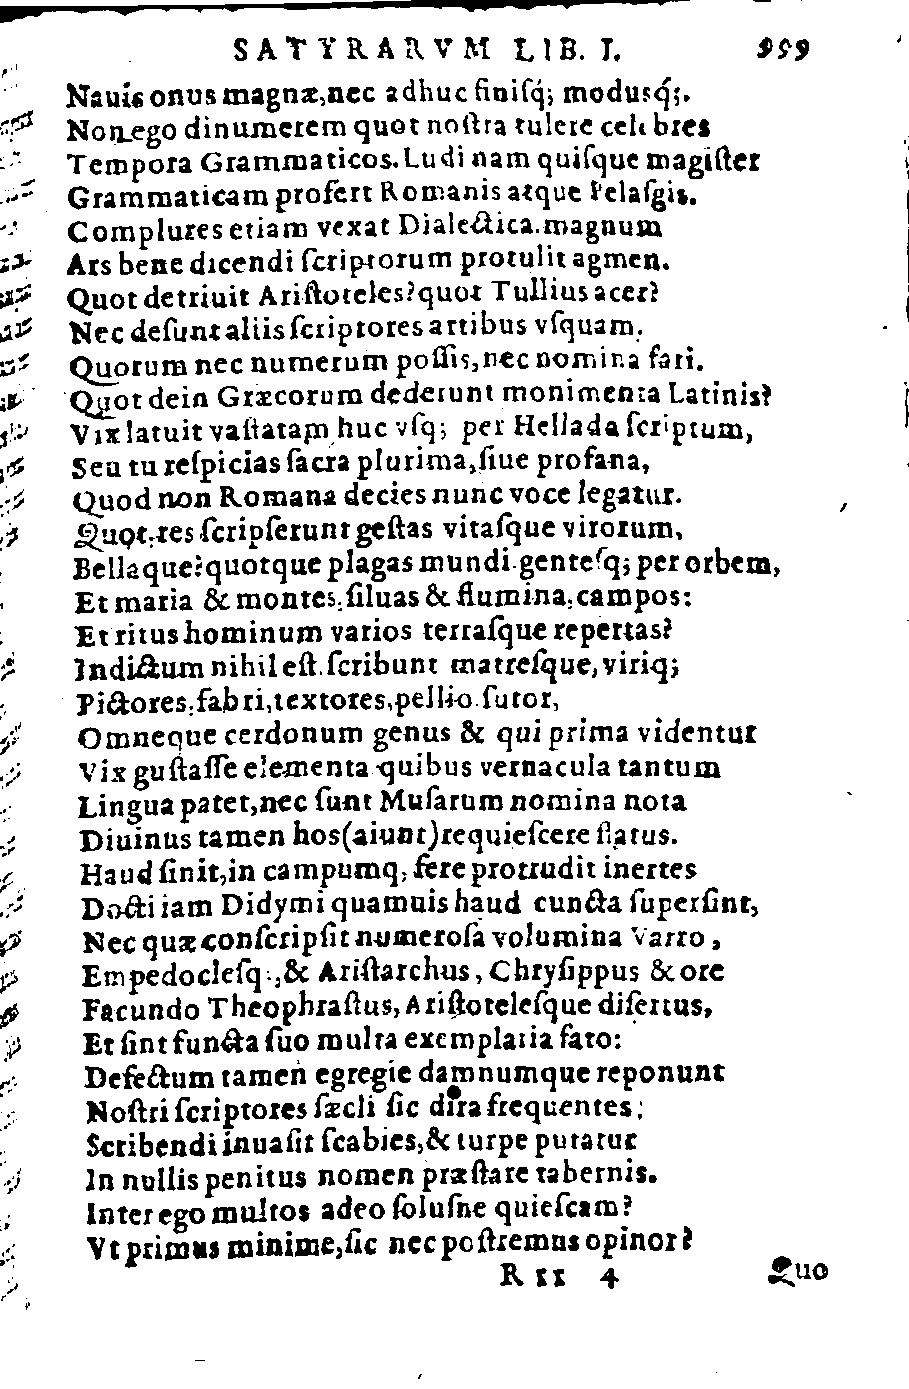 SATYRARVM LIB. I. 959
Nauis onus magnæ,nec adhuc finiſq́; modusq́;.
Non ego dinumerem quot noſtra tulere celebres
Tempora Grammaticos.Ludi nam quiſque magiſter
Grammaticam profert Romanis atque Pelaſgis.
Complures etiam vexat Dialectica.magnum
Ars bene dicendi ſcriptorum protulit agmen.
Quot detriuit Ariſtoteles?quot Tullius acer?
Nec deſunt aliis ſcriptores artibus vſquam.
Quorum nec numerum poſſis,nec nomina fari.
Quot dein Græcorum dederunt monimenta Latinis?
Vix latuit vaſtatam huc vſq; per Hellada ſcriptum,
Seu tu reſpicias ſacra plurima,ſiue profana,
Quod non Romana decies nunc voce legatur.
Quot res ſcripſerunt geſtas vitaſque virorum,
Bellaque?quotque plagas mundi genteſq; per orbem,
Et maria & montes,ſiluas & flumina,campos:
Et ritus hominum varios terraſque repertas?
Indictum nihil eſt.ſcribunt matreſque,viriq;
Pictores,fabri,textores,pellio.ſutor,
Omneque cerdonum genus & qui prima videntur
Vix guſtaſſe elementa quibus vernacula tantum
Lingua patet,nec ſunt Muſarum nomina nota
Diuinus tamen hos(aiunt)requieſcere flatus.
Haud ſinit,in campumq, fere protrudit inertes
Docti iam Didymi quamuis haud cuncta ſuperſint,
Nec quæ conſcripſit numeroſa volumina Varro,
Empedocleſq;,& Ariſtarchus, Chryſippus & ore
Facundo Theophraſtus, Ariſtoteleſque diſertus,
Et ſint functa ſuo multa exemplaria fato:
Defectum tamen egregie damnumque reponunt
Noſtri ſcriptores ſæcli ſic dira frequentes;
Scribendi inuaſit ſcabies,& turpe putatur
In nullis penitus nomen præſtare tabernis.
Inter ego multos adeo ſoluſne quieſcam?
Vt primus minime,ſic nec poſtremus opinor?
R II 4 Quo